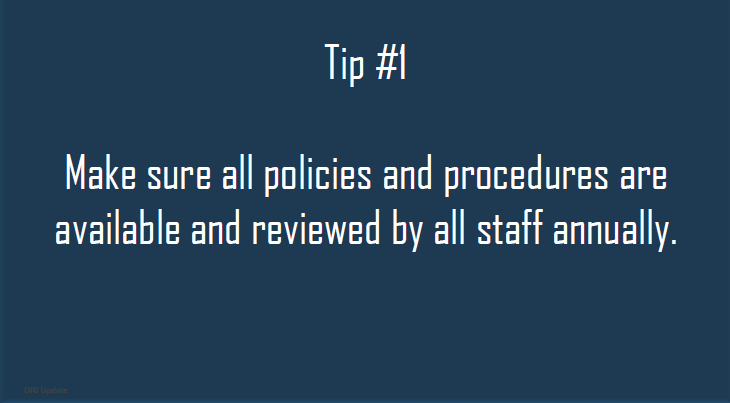 Tip #1
Make sure all policies and procedures are
available and reviewed by all staff annually.